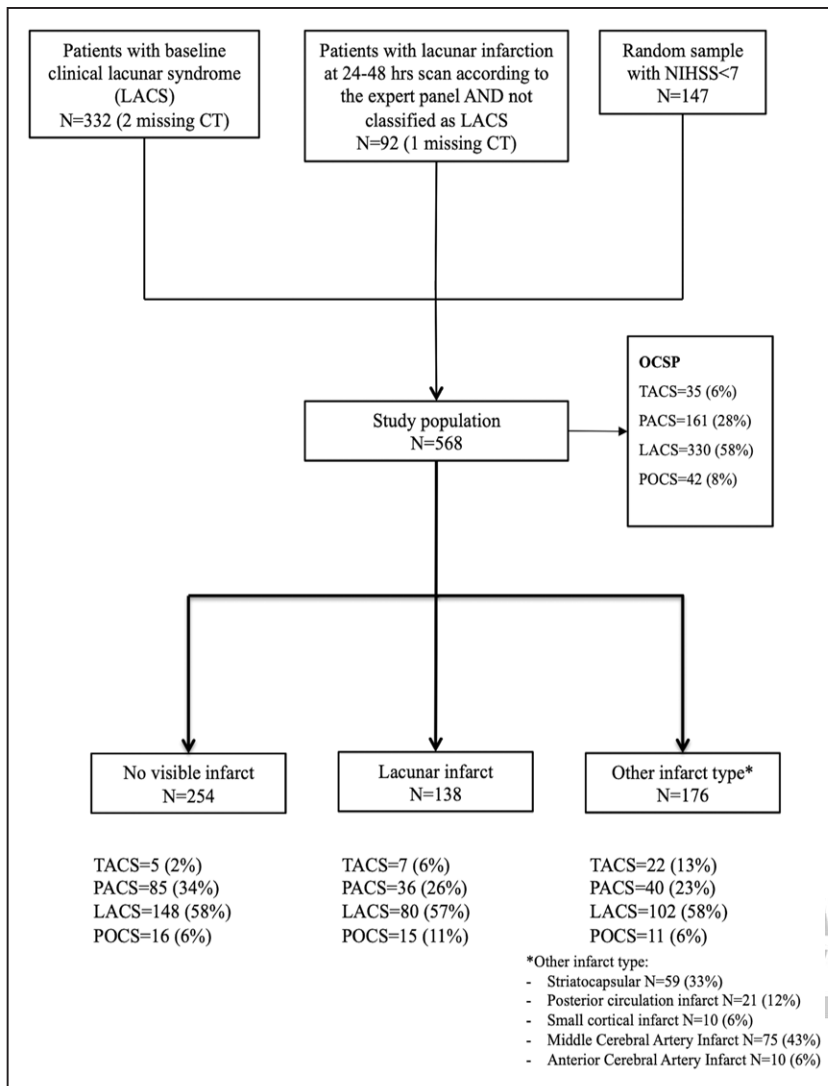 Patients with baseline
clinical lacunar syndrome
(LACS)
N=332 (2 missing CT)
Patients with lacunar infarction
at 24-48 hrs scan according to
the expert panel AND not
classified as LACS
N=92 (1 missing CT)
Random sample
with NIHSS<7
N=147
OCSP
TACS=35 (6%)
PACS=161 (28%)
LACS=330 (58%)
POCS=42 (8%)
Study population
N=568
No visible infarct
N=254
Lacunar infarct
N=138
Other infarct type*
N=176
TACS=5 (2%)
PACS=85 (34%)
LACS=148 (58%)
POCS=16 (6%)
TACS=7 (6%)
PACS=36 (26%)
LACS=80 (57%)
POCS=15 (11%)
TACS=22 (13%)
PACS=40 (23%)
LACS=102 (58%)
POCS=11 (6%)
*Other infarct type:
- Striatocapsular N=59 (33%)
- Posterior circulation infarct N=21 (12%)
- Small cortical infarct N=10 (6%)
- Middle Cerebral Artery Infarct N=75 (43%)
- Anterior Cerebral Artery Infarct N=10 (6%)